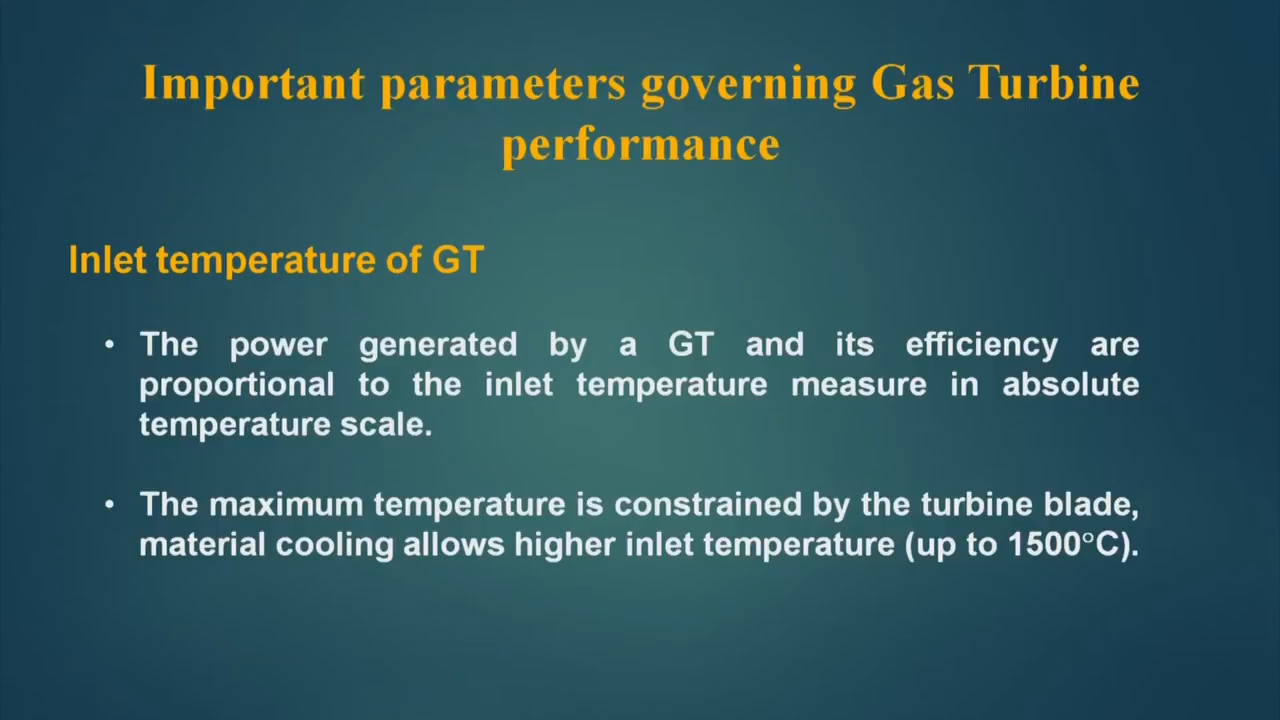 Important parameters governing Gas Turbine
performance
Inlet temperature of GT
• The power generated by a GT and its efficiency are
proportional to the inlet temperature measure in absolute
temperature scale.
• The maximum temperature is constrained by the turbine blade,
material cooling allows higher inlet temperature (up to 1500°C).